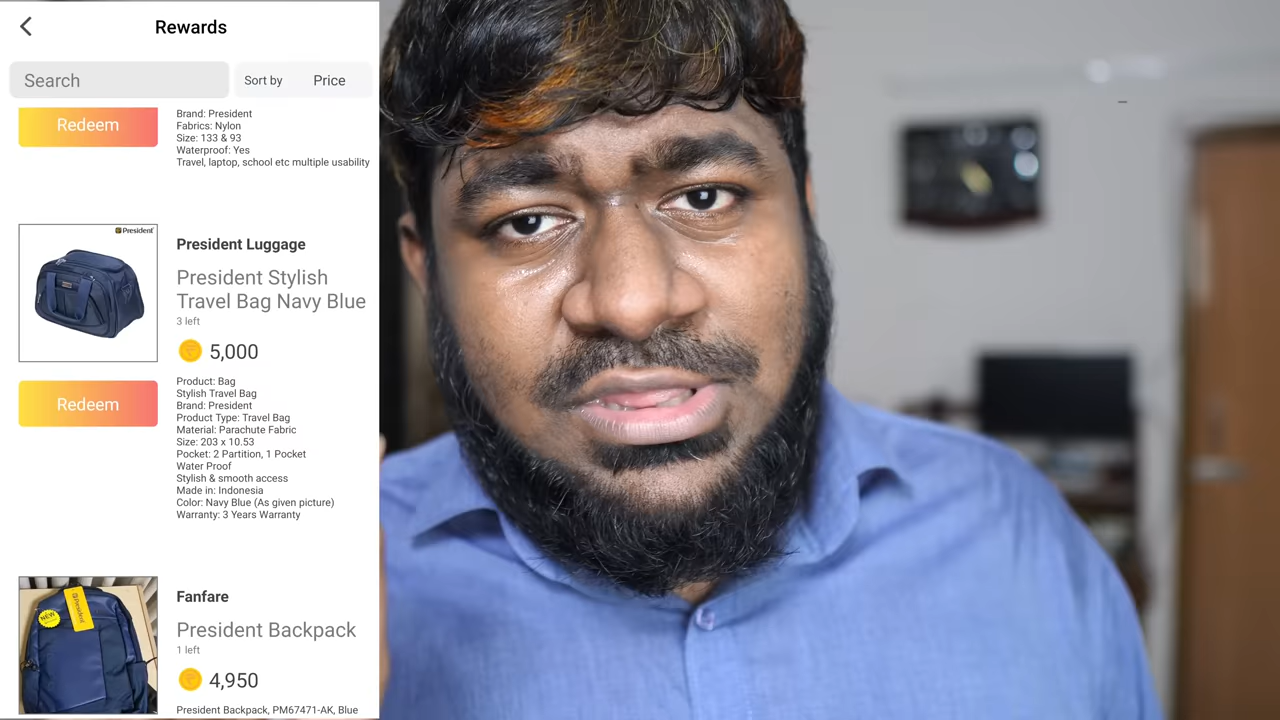 Rewards
Search
Sort by Price
Redeem
Brand: President
Fabrics: Nylon
Size: 133 & 93
Waterproof: Yes
Travel, laptop, school etc multiple usability
President
President Luggage
President Stylish
Travel Bag Navy Blue
3 left
5,000
Redeem
Product: Bag
Stylish Travel Bag
Brand: President
Product Type: Travel Bag
Material: Parachute Fabric
Size: 203 x 10.53
Pocket: 2 Partition, 1 Pocket
Water Proof
Stylish & smooth access
Made in: Indonesia
Color: Navy Blue (As given picture)
Warranty: 3 Years Warranty
NEW
President
Fanfare
President Backpack
1 left
4,950
President Backpack, PM67471-AK, Blue